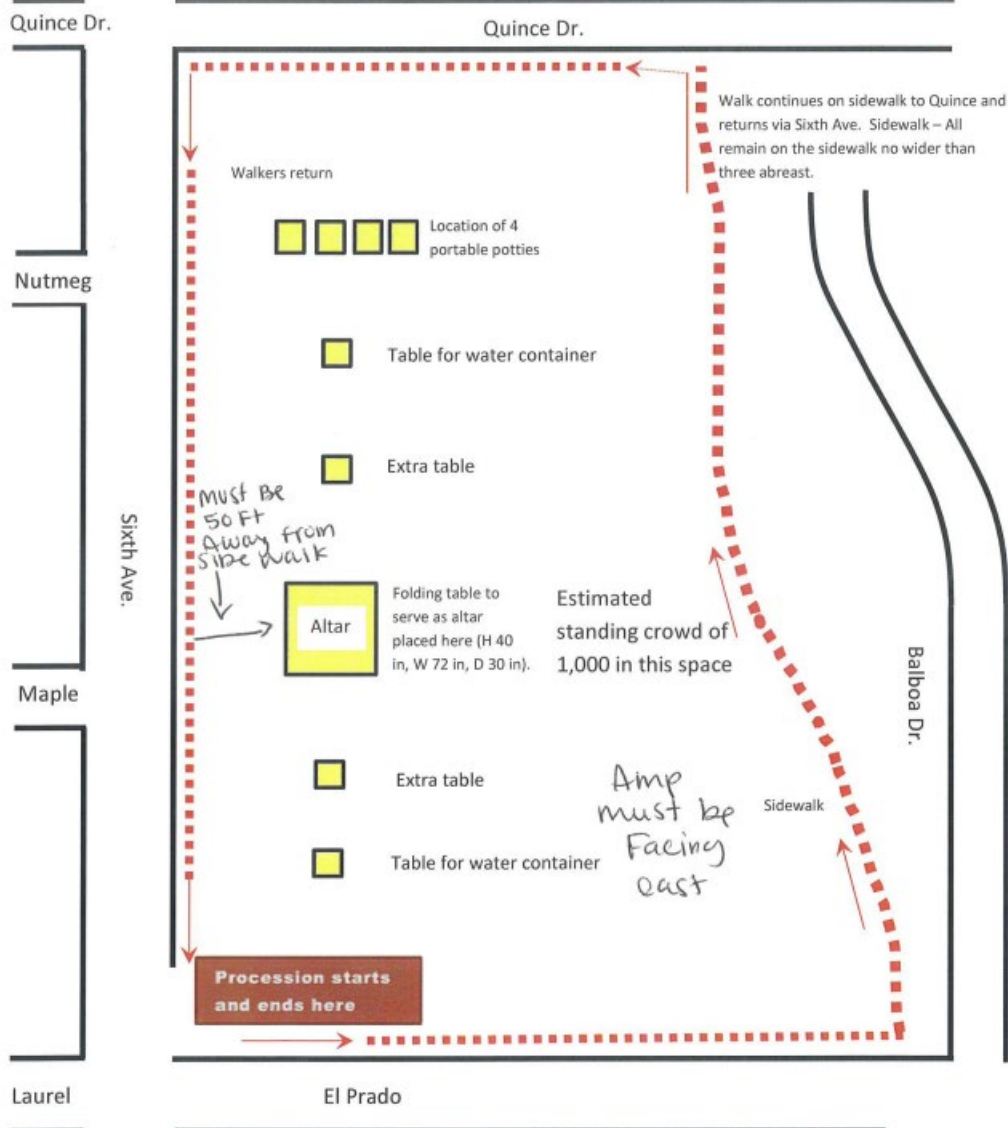 Quince Dr.
Quince Dr.
Walk continues on sidewalk to Quince and
returns via Sixth Ave.  Sidewalk – All
remain on the sidewalk no wider than
three abreast.
Walkers return
Location of 4
portable potties
Nutmeg
Table for water container
Extra table
Must Be
50 Ft
Away from
Side walk
Sixth Ave.
Altar
Folding table to
serve as altar
placed here (H 40
in, W 72 in, D 30 in).
Estimated
standing crowd of
1,000 in this space
Maple
Balboa Dr.
Extra table
Amp
must be
Facing
east
Sidewalk
Table for water container
Procession starts
and ends here
Laurel
El Prado